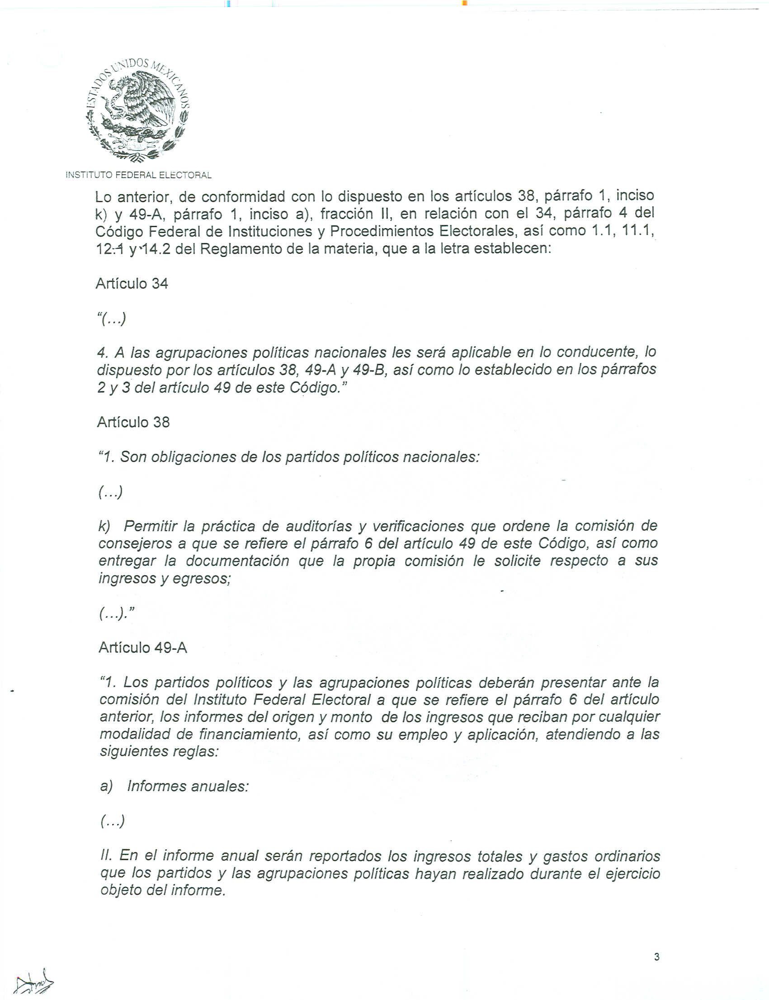 ESTADOS UNIDOS MEXICANOS
INSTITUTO FEDERAL ELECTORAL
Lo anterior, de conformidad con lo dispuesto en los artículos 38, párrafo 1, inciso
k) y 49-A, párrafo 1, inciso a), fracción II, en relación con el 34, párrafo 4 del
Código Federal de Instituciones y Procedimientos Electorales, así como 1.1, 11.1,
12.1 y 14.2 del Reglamento de la materia, que a la letra establecen:
Artículo 34
“(...)
4. A las agrupaciones políticas nacionales les será aplicable en lo conducente, lo
dispuesto por los artículos 38, 49-A y 49-B, así como lo establecido en los párrafos
2 y 3 del artículo 49 de este Código.”
Artículo 38
“1. Son obligaciones de los partidos políticos nacionales:
(...)
k) Permitir la práctica de auditorías y verificaciones que ordene la comisión de
consejeros a que se refiere el párrafo 6 del artículo 49 de este Código, así como
entregar la documentación que la propia comisión le solicite respecto a sus
ingresos y egresos;
(...).”
Artículo 49-A
“1. Los partidos políticos y las agrupaciones políticas deberán presentar ante la
comisión del Instituto Federal Electoral a que se refiere el párrafo 6 del artículo
anterior, los informes del origen y monto de los ingresos que reciban por cualquier
modalidad de financiamiento, así como su empleo y aplicación, atendiendo a las
siguientes reglas:
a) Informes anuales:
(...)
II. En el informe anual serán reportados los ingresos totales y gastos ordinarios
que los partidos y las agrupaciones políticas hayan realizado durante el ejercicio
objeto del informe.
3